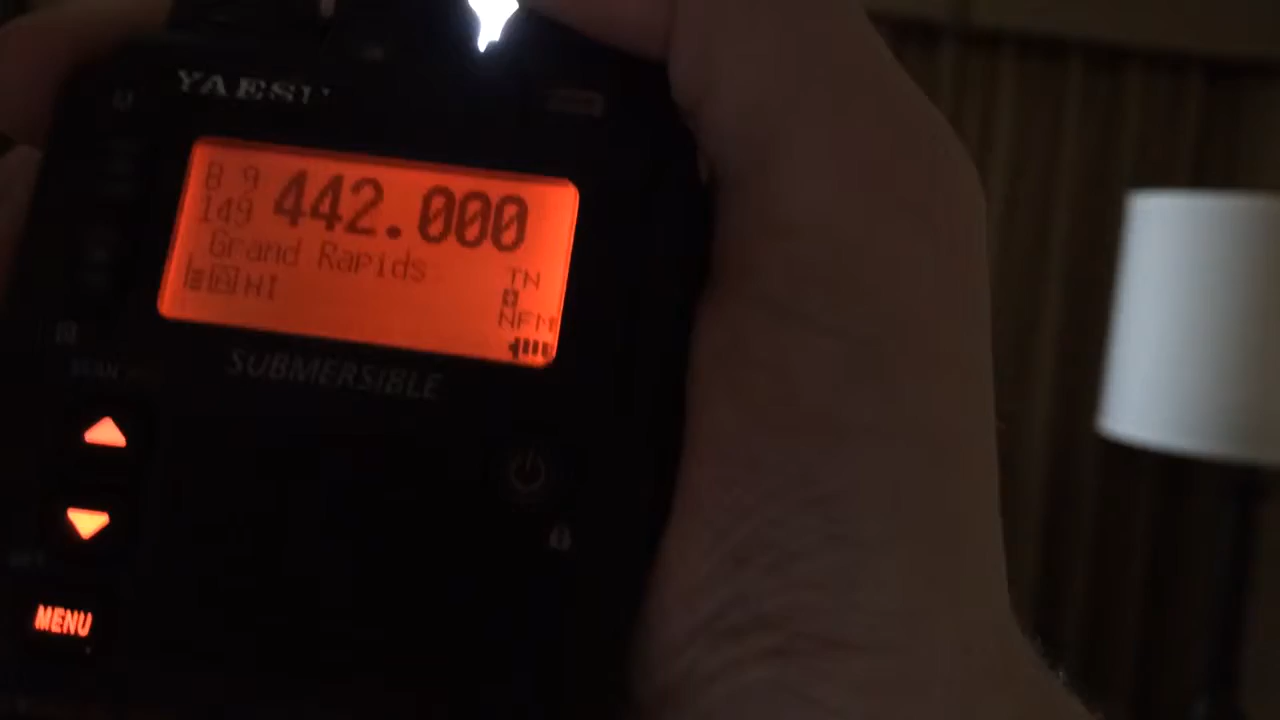 YAESU
8 9
149 442.000
Grand Rapids
TN
HI
NFM
SUBMERSIBLE
MENU